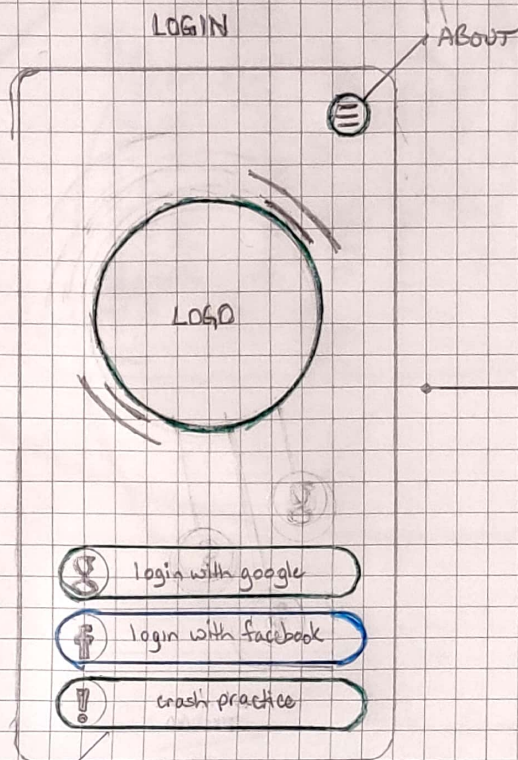 LOGIN
ABOUT
LOGO
login with google
f login with facebook
! crash practice